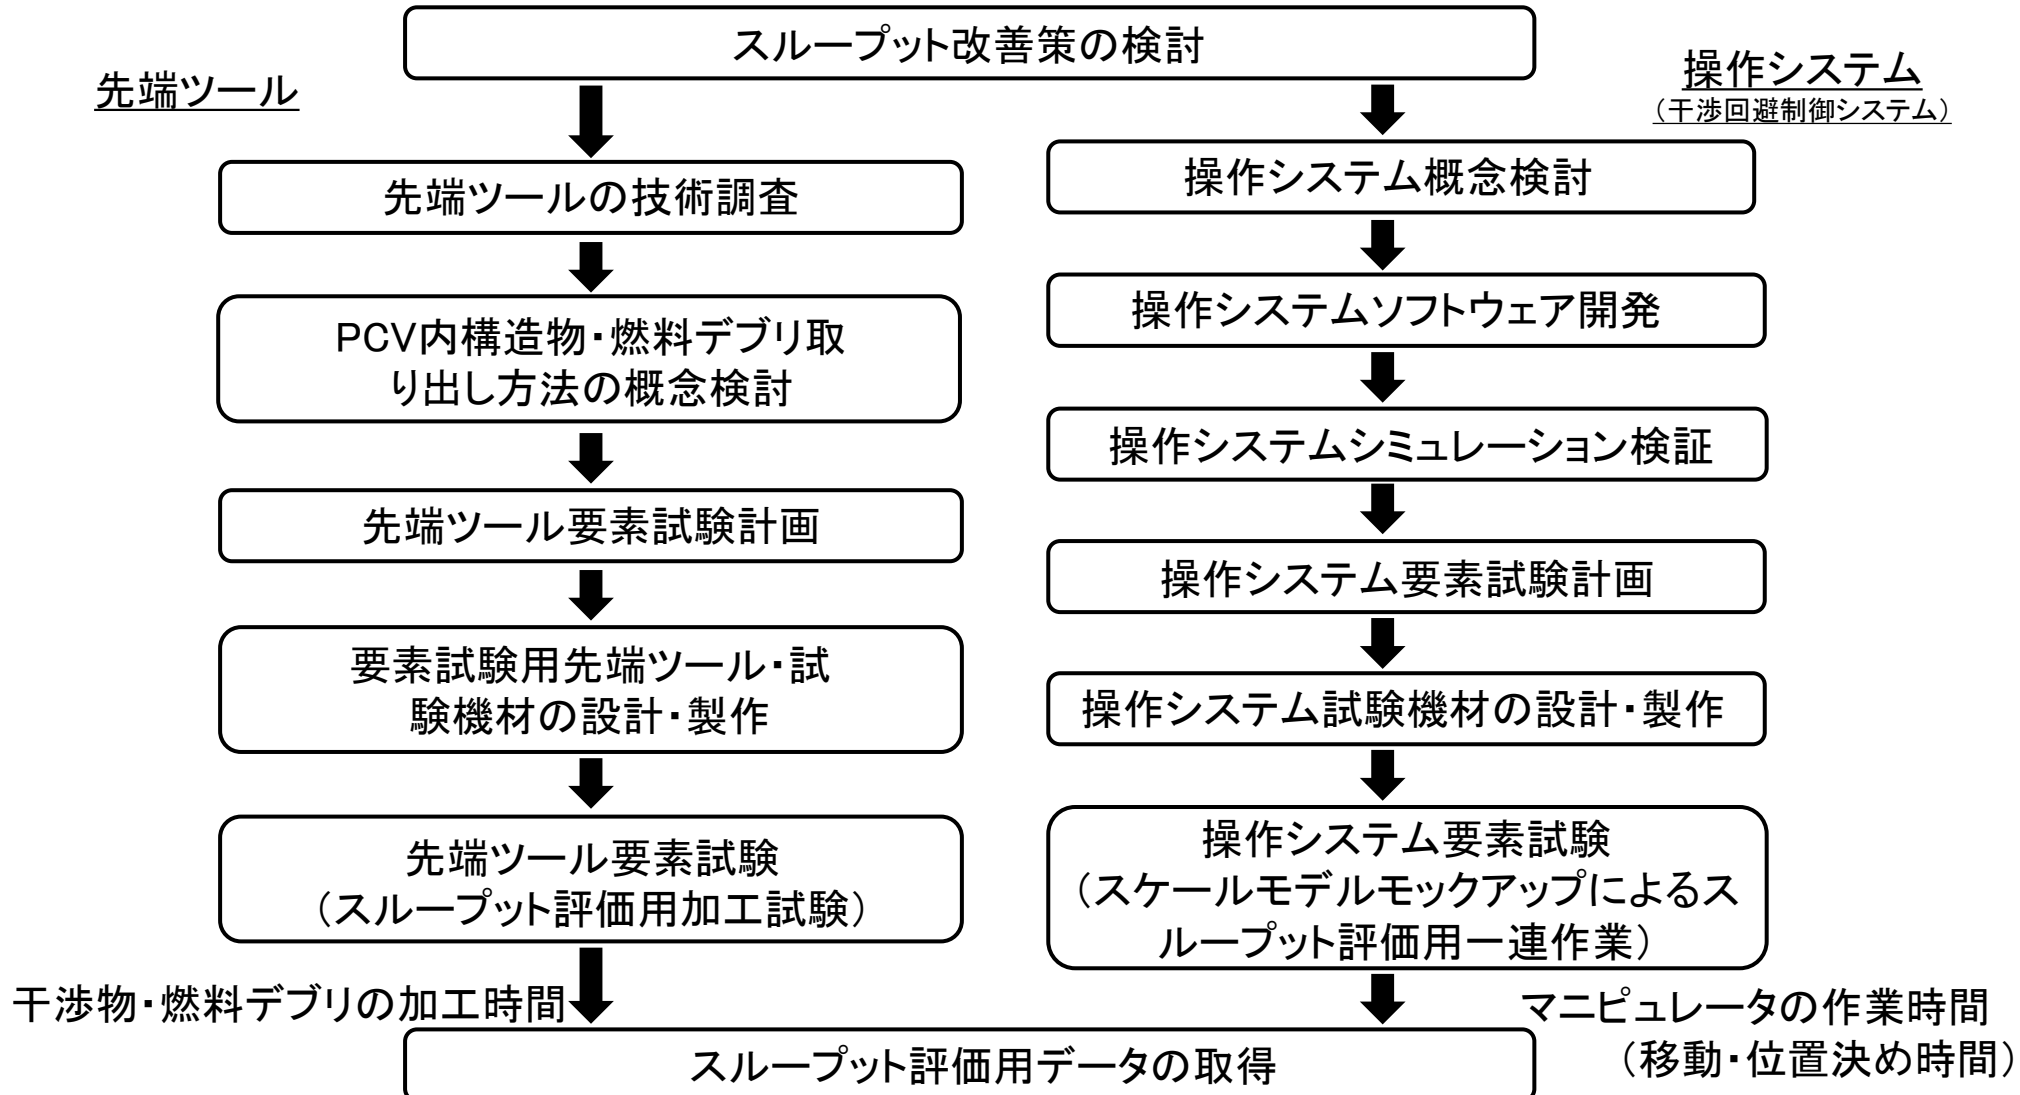 スループット改善策の検討
先端ツール
操作システム
（干渉回避制御システム）
先端ツールの技術調査
PCV内構造物・燃料デブリ取
り出し方法の概念検討
先端ツール要素試験計画
要素試験用先端ツール・試
験機材の設計・製作
先端ツール要素試験
（スループット評価用加工試験）
干渉物・燃料デブリの加工時間
操作システム概念検討
操作システムソフトウェア開発
操作システムシミュレーション検証
操作システム要素試験計画
操作システム試験機材の設計・製作
操作システム要素試験
（スケールモデルモックアップによるス
ループット評価用一連作業）
マニピュレータの作業時間
（移動・位置決め時間）
スループット評価用データの取得